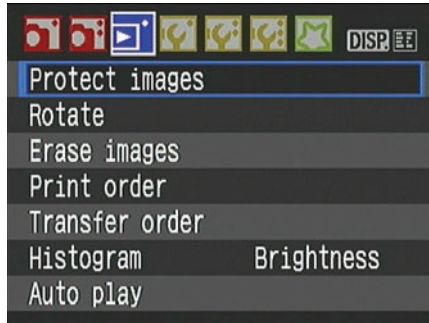 DISP.
Protect images
Rotate
Erase images
Print order
Transfer order
Histogram Brightness
Auto play